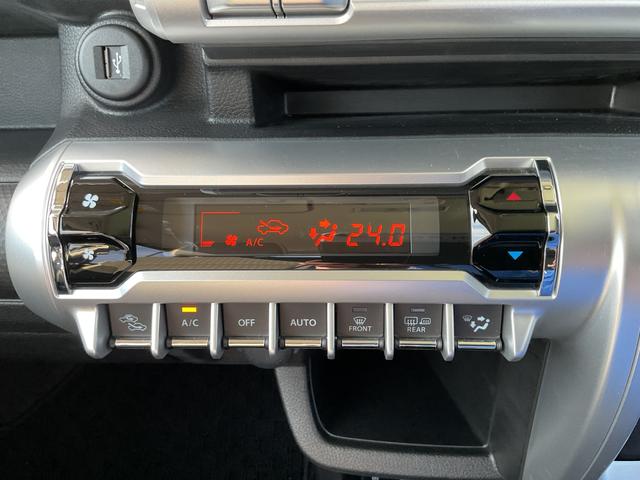 A/C 24.0
A/C OFF AUTO FRONT REAR